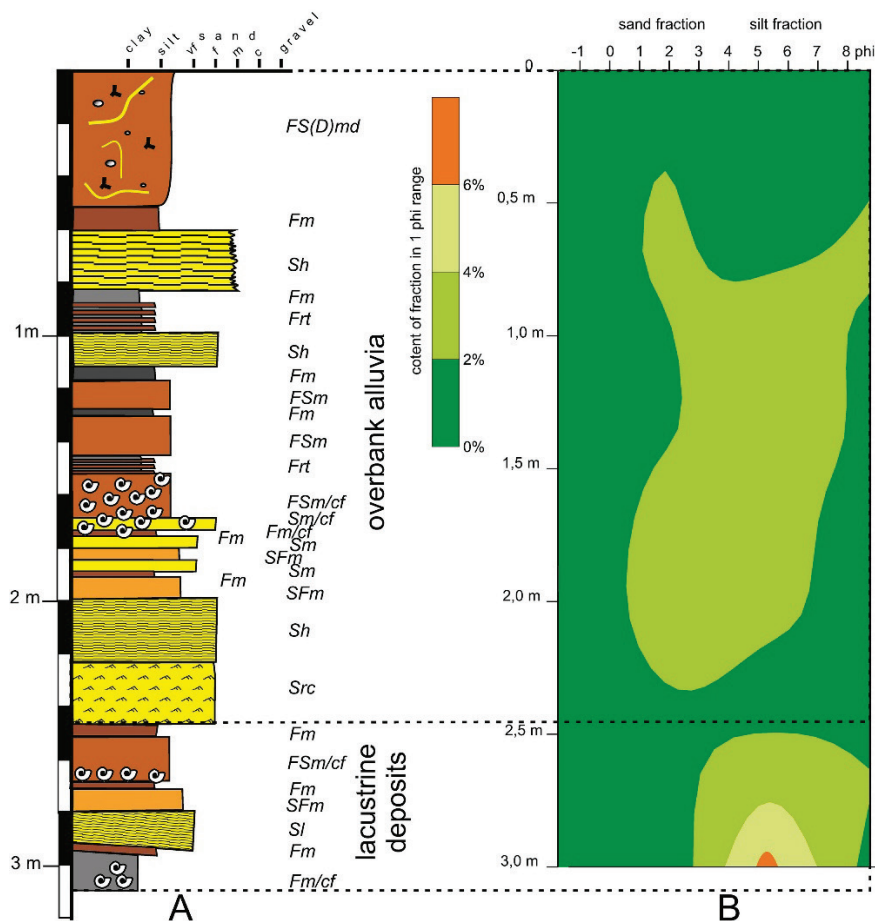 clay
silt
vf
sand
f
m
c
gravel
FS(D)md
Fm
Sh
Fm
Frt
1m
Sh
Fm
FSm
Fm
FSm
Frt
FSm/cf
Sm/cf
Fm/cf
Fm
Sm
SFm
Sm
Fm
SFm
2 m
Sh
Src
Fm
FSm/cf
Fm
SFm
Sl
Fm
3 m
Fm/cf
A
overbank alluvia
lacustrine
deposits
cotent of fraction in 1 phi range
6%
4%
2%
0%
sand fraction silt fraction
-1 0 1 2 3 4 5 6 7 8 phi
0
0,5 m
1,0 m
1,5 m
2,0 m
2,5 m
3,0 m
B